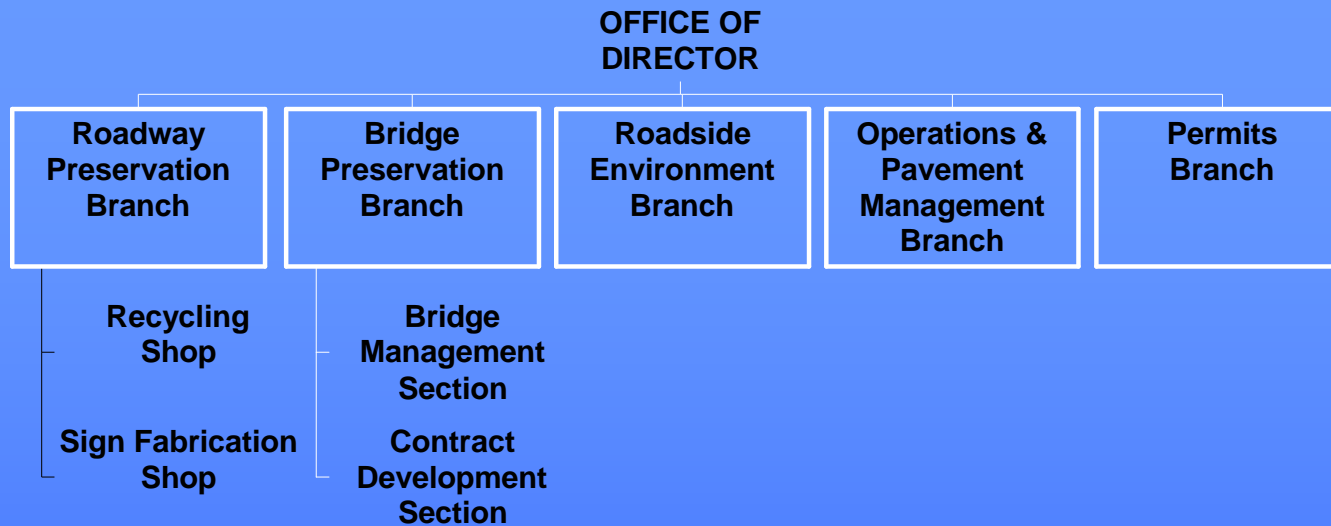 OFFICE OF
DIRECTOR
Roadway
Preservation
Branch
Bridge
Preservation
Branch
Roadside
Environment
Branch
Operations &
Pavement
Management
Branch
Permits
Branch
Recycling
Shop
Sign Fabrication
Shop
Bridge
Management
Section
Contract
Development
Section